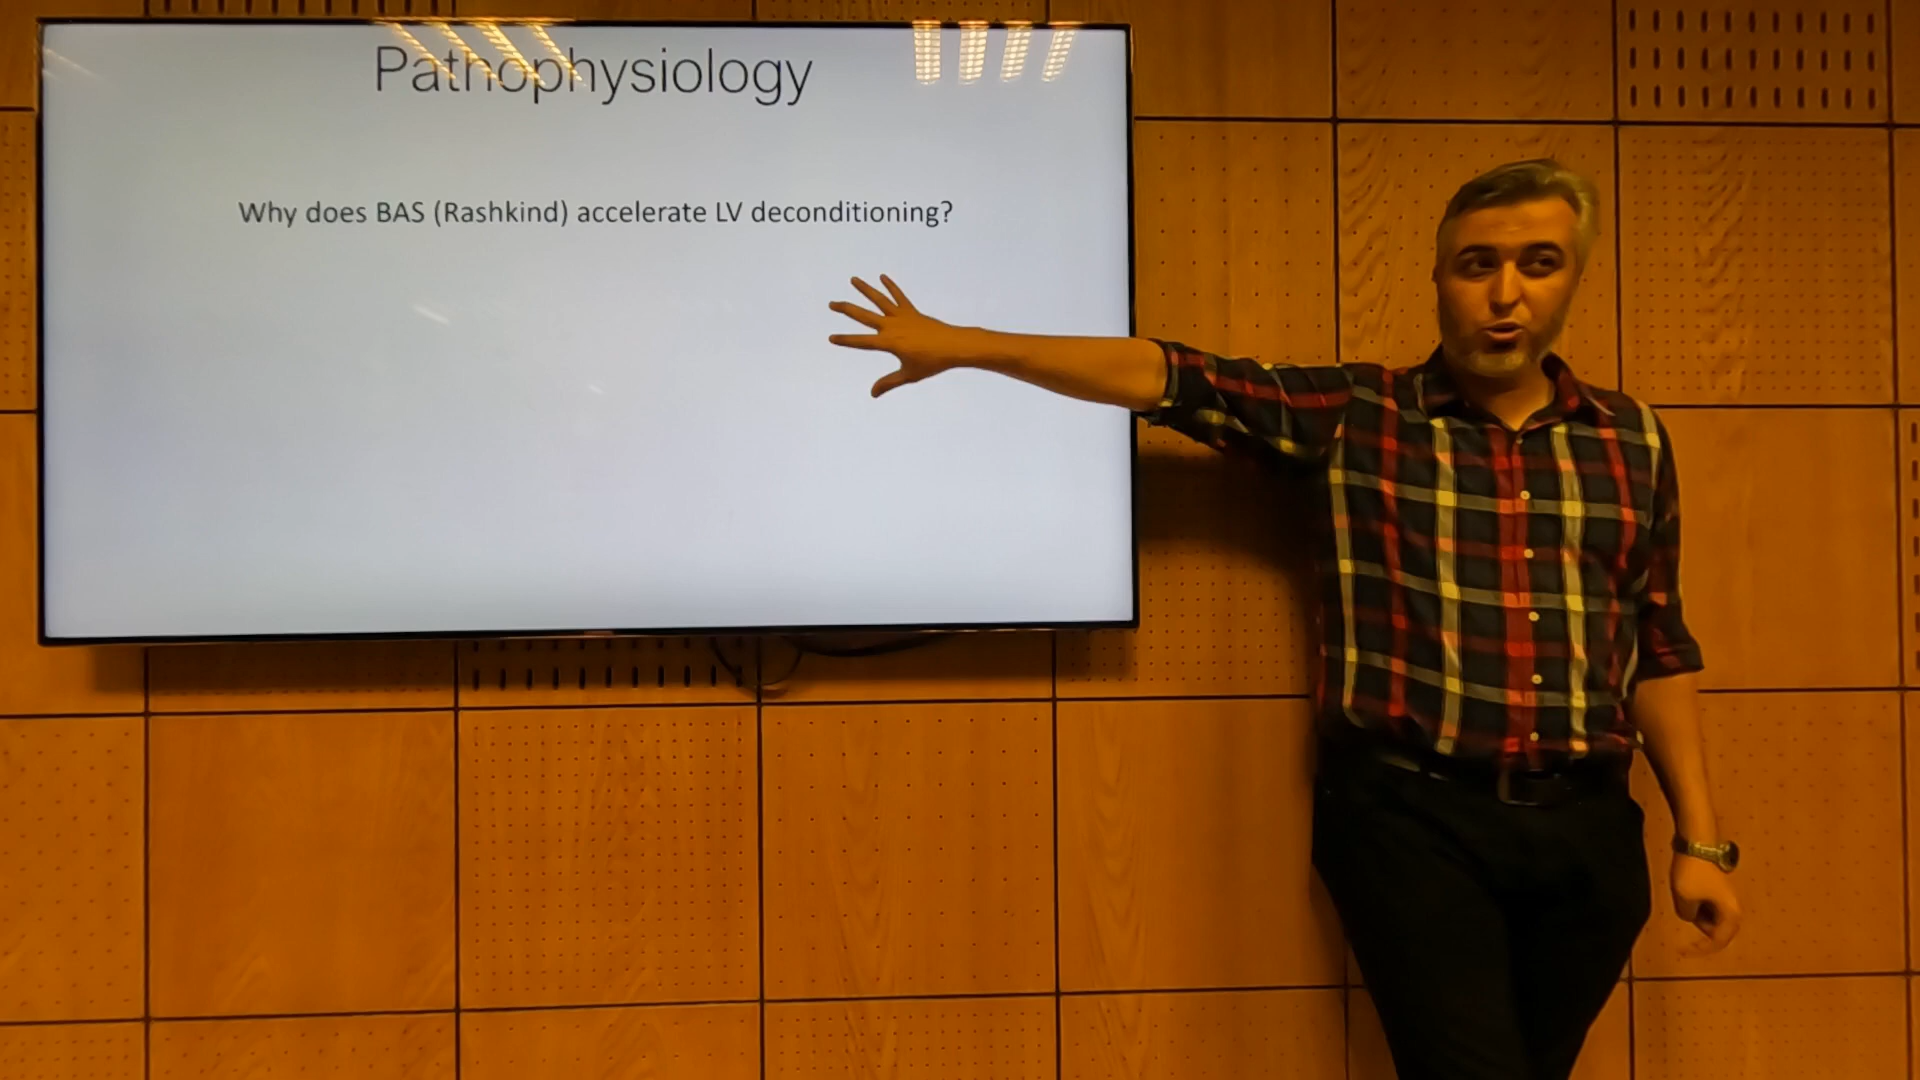 Pathophysiology
Why does BAS (Rashkind) accelerate LV deconditioning?